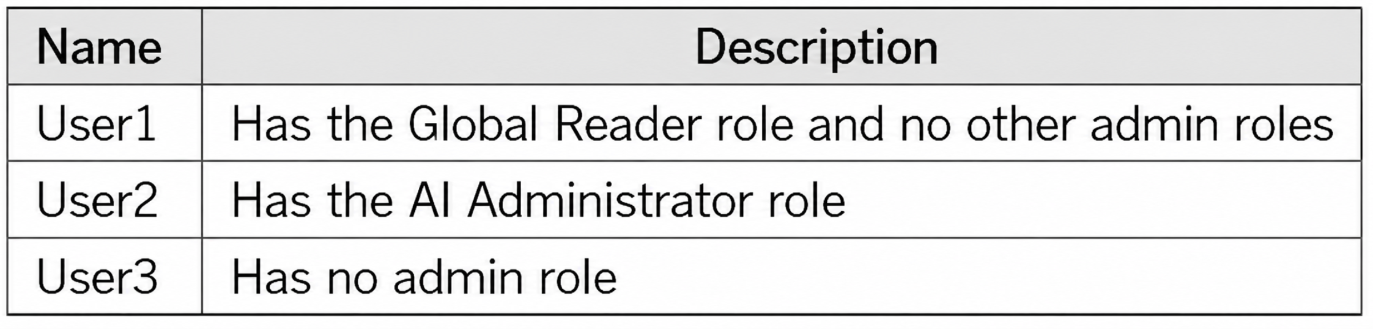 Name Description
User1 Has the Global Reader role and no other admin roles
User2 Has the AI Administrator role
User3 Has no admin role